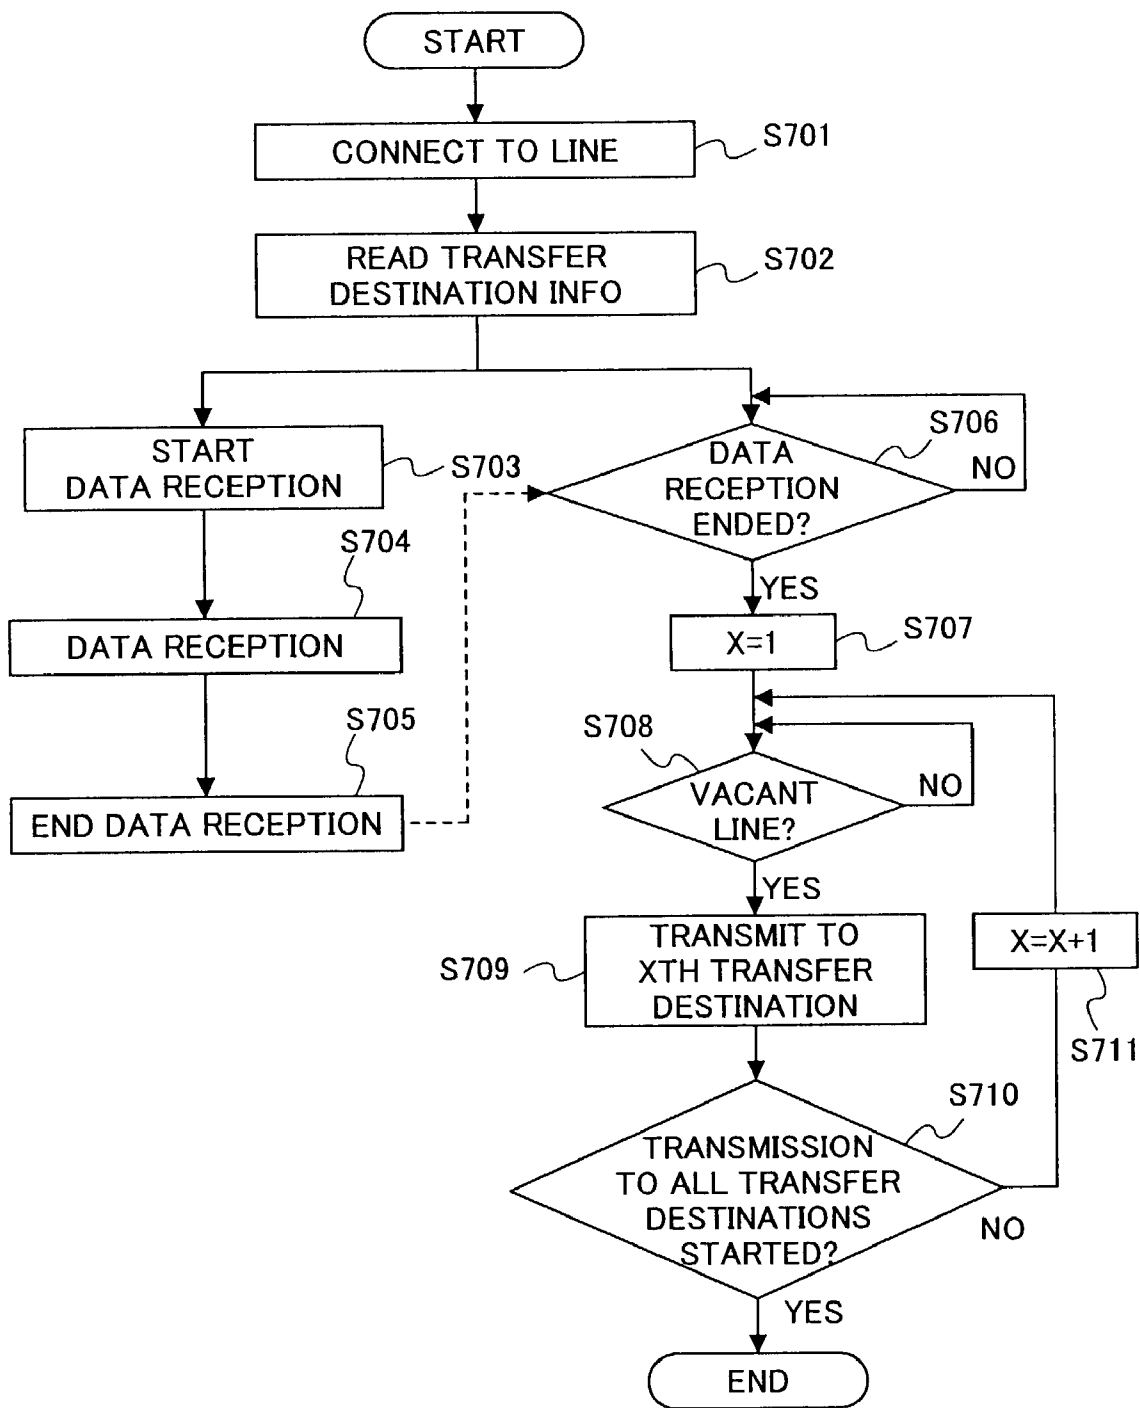 START
CONNECT TO LINE
S701
READ TRANSFER
DESTINATION INFO
S702
START
DATA RECEPTION
S703
DATA
RECEPTION
ENDED?
S706
NO
S704
DATA RECEPTION
YES
X=1
S707
S705
END DATA RECEPTION
S708
VACANT
LINE?
NO
YES
TRANSMIT TO
XTH TRANSFER
DESTINATION
S709
X=X+1
S711
S710
TRANSMISSION
TO ALL TRANSFER
DESTINATIONS
STARTED?
NO
YES
END